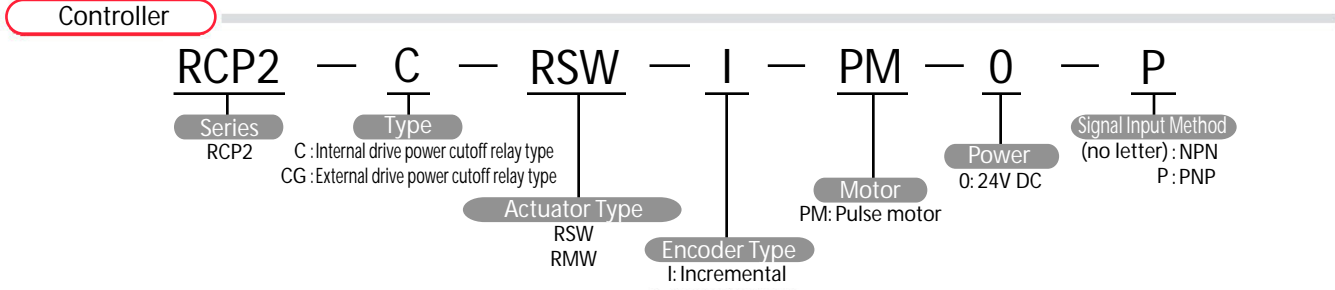 Controller
RCP2 — C — RSW — I — PM — 0 — P
Series
RCP2
Type
C : Internal drive power cutoff relay type
CG : External drive power cutoff relay type
Actuator Type
RSW
RMW
Encoder Type
I: Incremental
Motor
PM: Pulse motor
Power
0: 24V DC
Signal Input Method
(no letter) : NPN
P : PNP